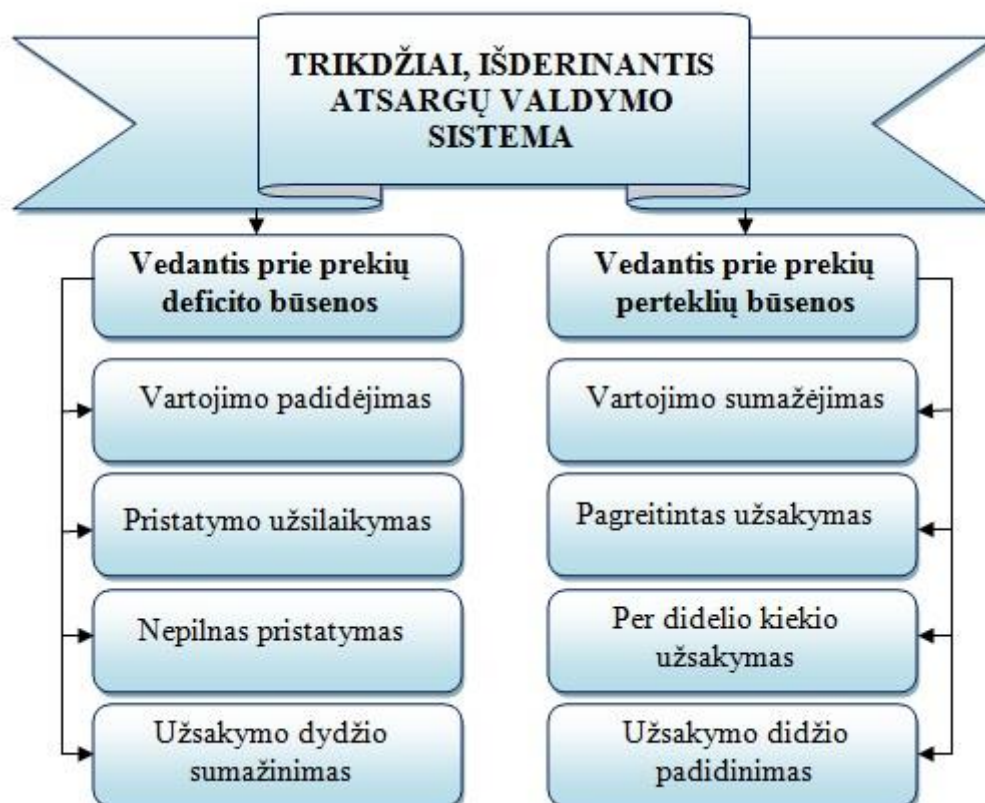 TRIKDŽIAI, IŠDERINANTIS
ATSARGŲ VALDYMO
SISTEMA
Vedantis prie prekių
deficito būsenos
Vartojimo padidėjimas
Pristatymo užsilaikymas
Nepilnas pristatymas
Užsakymo dydžio
sumažinimas
Vedantis prie prekių
perteklių būsenos
Vartojimo sumažėjimas
Pagreitintas užsakymas
Per didelio kiekio
užsakymas
Užsakymo didžio
padidinimas